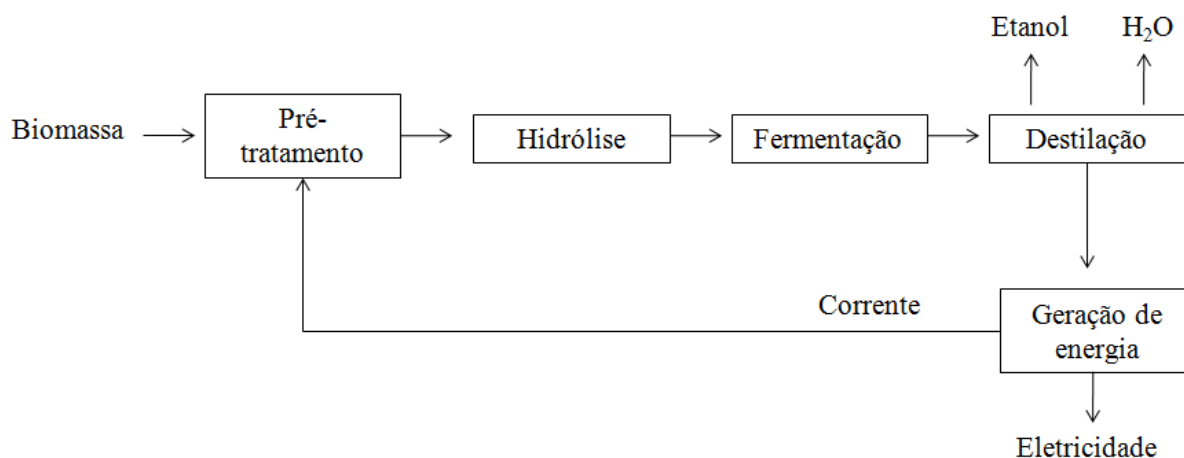 Etanol
H₂O
Biomassa
Pré-
tratamento
Hidrólise
Fermentação
Destilação
Corrente
Geração de
energia
Eletricidade